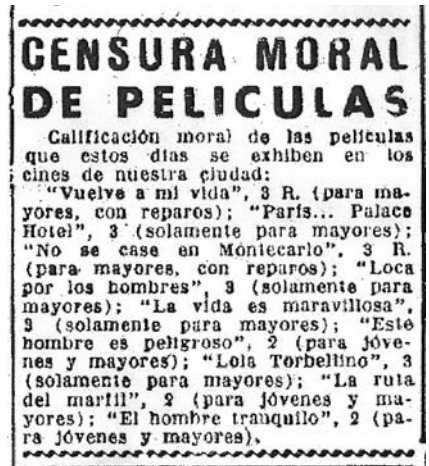 CENSURA MORAL
DE PELICULAS
Calificación moral de las películas
que estos días se exhiben en los
cines de nuestra ciudad:
"Vuelve a mi vida", 3 R. (para ma-
yores, con reparos); "París... Palace
Hotel", 3 (solamente para mayores);
"No se case en Montecarlo", 3 R.
(para mayores, con reparos); "Loca
por los hombres", 3 (solamente para
mayores); "La vida es maravillosa",
3 (solamente para mayores); "Este
hombre es peligroso", 2 (para jóve-
nes y mayores); "Lola Torbellino", 3
(solamente para mayores); "La ruta
del marfil", 2 (para jóvenes y ma-
yores); "El hombre tranquilo", 2 (pa-
ra jóvenes y mayores).